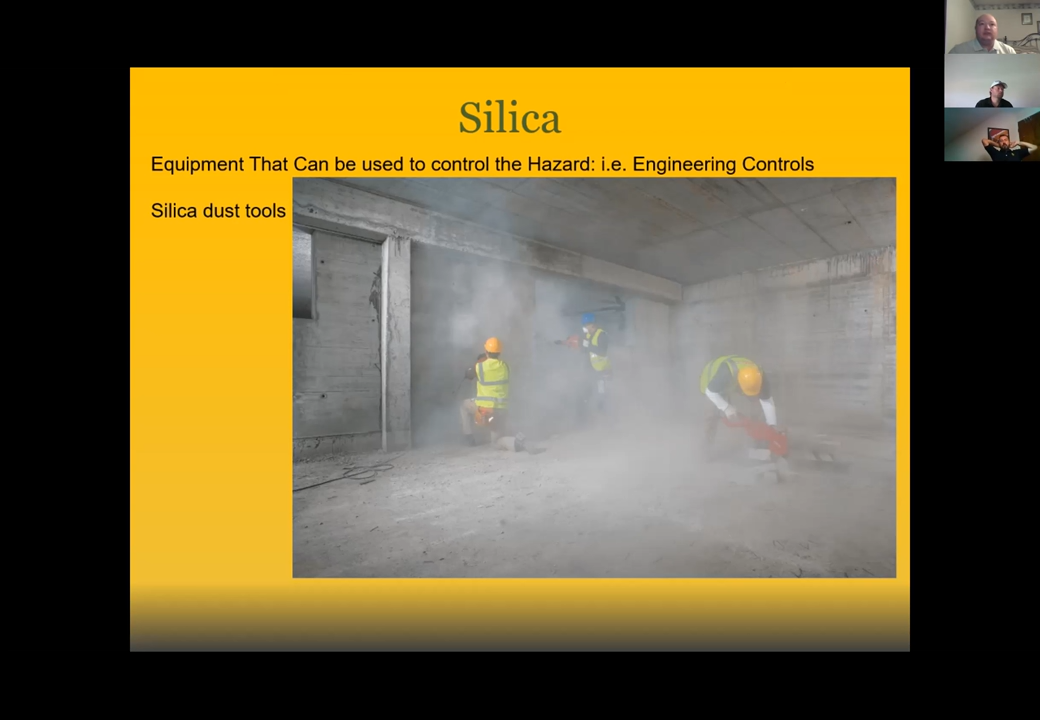 Silica
Equipment That Can be used to control the Hazard: i.e. Engineering Controls
Silica dust tools